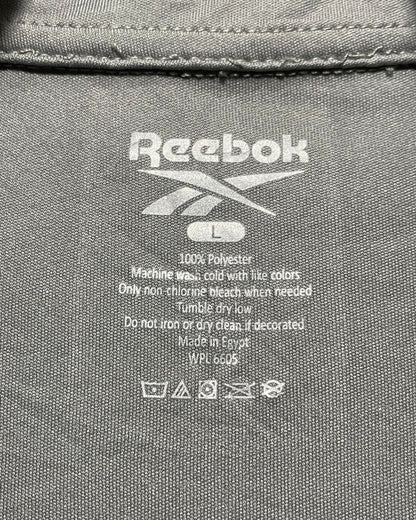 Reebok
L
100% Polyester
Machine wash cold with like colors
Only non-chlorine bleach when needed
Tumble dry low
Do not iron or dry clean if decorated
Made in Egypt
WPL 6605